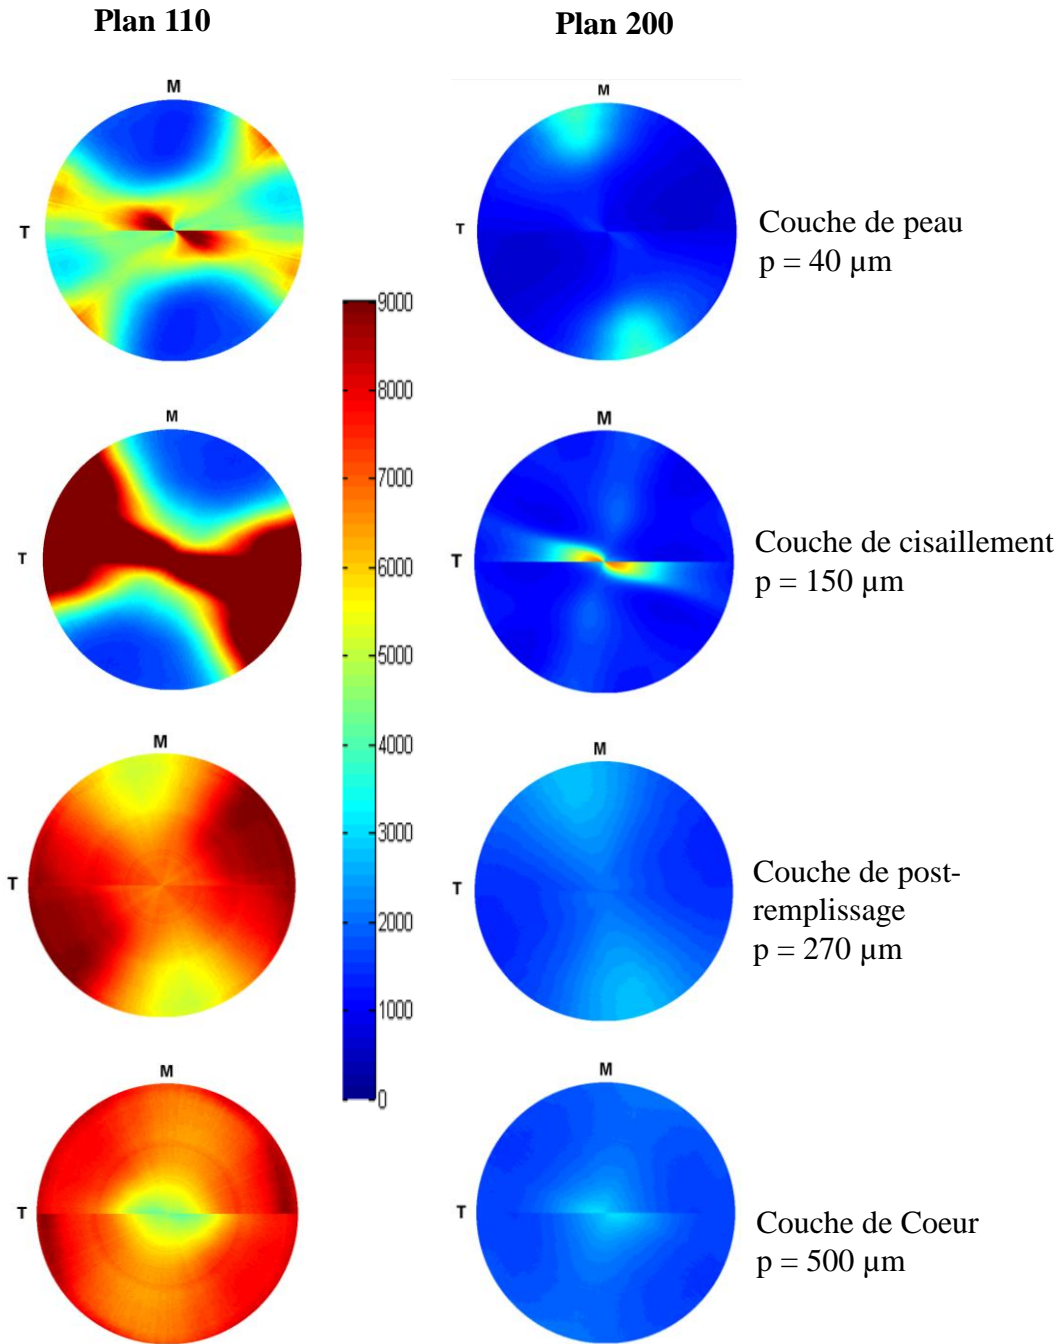 Plan 110
Plan 200
M
M
T
T
Couche de peau
p = 40 µm
9000
8000
7000
6000
5000
4000
3000
2000
1000
0
M
M
T
T
Couche de cisaillement
p = 150 µm
M
M
T
T
Couche de post-
remplissage
p = 270 µm
M
M
T
T
Couche de Coeur
p = 500 µm